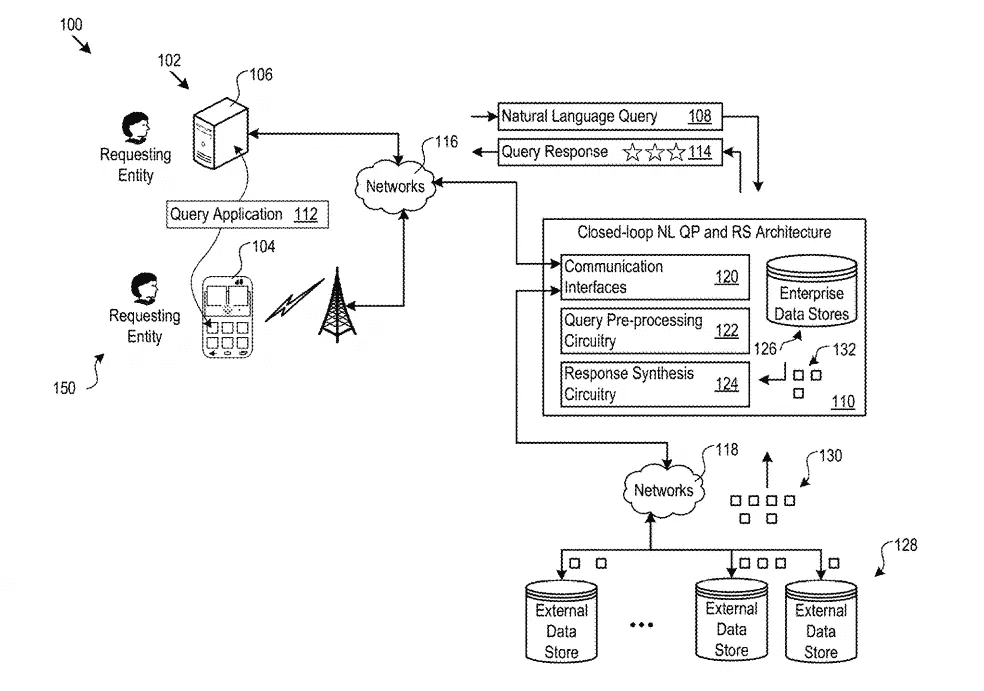 100
102
106
Requesting
Entity
116
Networks
Natural Language Query 108
Query Response 114
Query Application 112
104
Requesting
Entity
150
Closed-loop NL QP and RS Architecture
Communication
Interfaces
120
Query Pre-processing
Circuitry
122
Response Synthesis
Circuitry
124
Enterprise
Data Stores
126
132
110
118
Networks
130
128
External
Data
Store
...
External
Data
Store
External
Data
Store